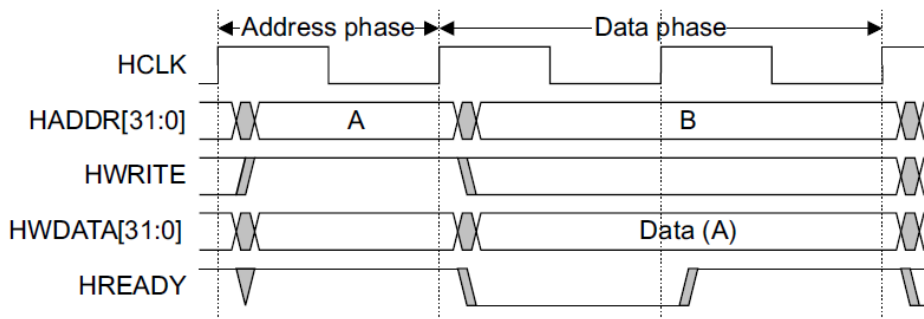 Address phase Data phase
HCLK
HADDR[31:0] A B
HWRITE
HWDATA[31:0] Data (A)
HREADY